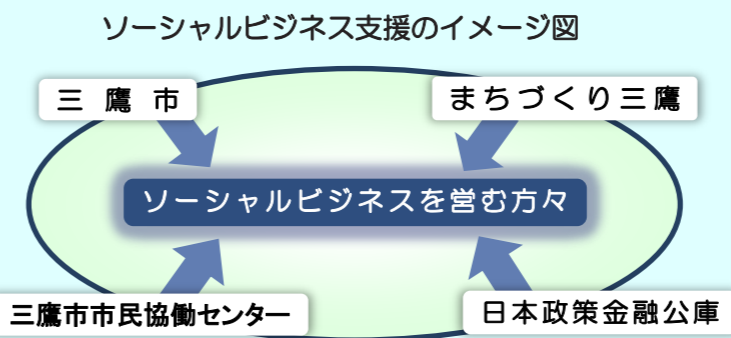 ソーシャルビジネス支援のイメージ図
三鷹市
まちづくり三鷹
ソーシャルビジネスを営む方々
三鷹市市民協働センター
日本政策金融公庫